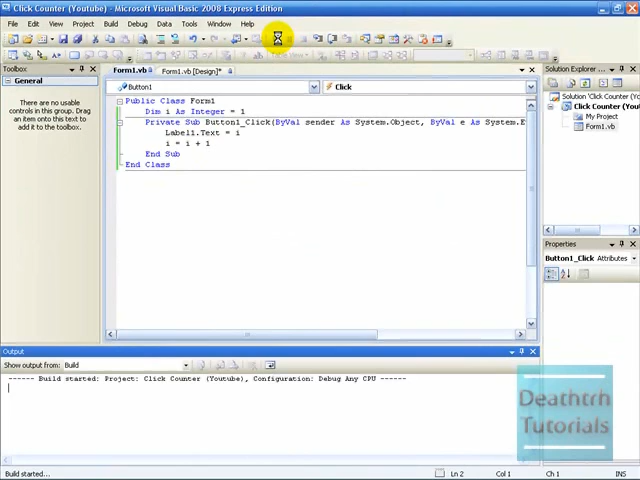 Click Counter (Youtube) - Microsoft Visual Basic 2008 Express Edition
File Edit View Project Build Debug Data Tools Window Help
Toolbox
General
There are no usable
controls in this group. Drag
an item onto this text to
add it to the toolbox.
Form1.vb Form1.vb [Design]*
Button1 Click
Public Class Form1
Dim i As Integer = 1
Private Sub Button1_Click(ByVal sender As System.Object, ByVal e As System.E
Label1.Text = i
i = i + 1
End Sub
End Class
Solution Explorer ...
Solution 'Click Counter (
Click Counter (Yout
My Project
Form1.vb
Properties
Button1_Click Attributes
Output
Show output from: Build
------ Build started: Project: Click Counter (Youtube), Configuration: Debug Any CPU ------
Deathtrh
Tutorials
Build started... Ln 2 Col 1 Ch 1 INS